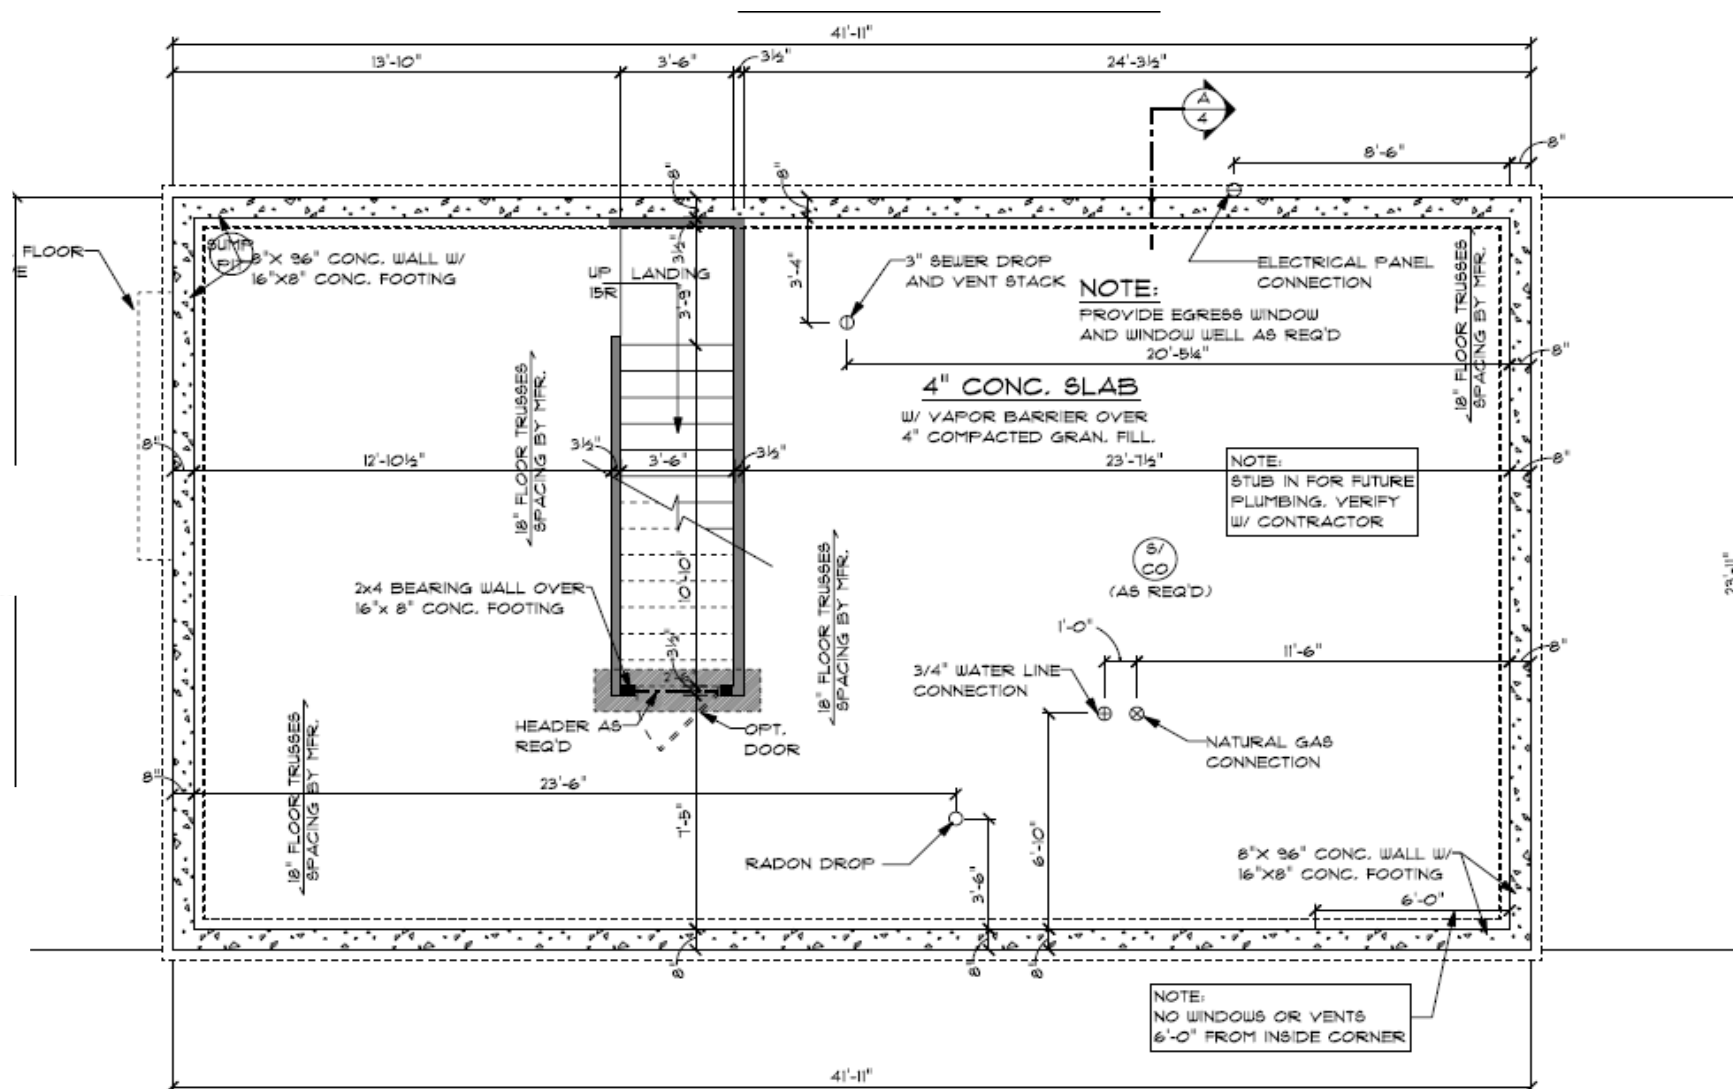 41'-11"
13'-10"
3'-6"
3½"
24'-3½"
A
4
8'-6"
8"
8"
8"
FLOOR
SUMP
PIT
8"X 96" CONC. WALL W/
16"X8" CONC. FOOTING
UP
15R
LANDING
3½"
3'-9"
3'-4"
3" SEWER DROP
AND VENT STACK
NOTE:
PROVIDE EGRESS WINDOW
AND WINDOW WELL AS REQ'D
ELECTRICAL PANEL
CONNECTION
18" FLOOR TRUSSES
SPACING BY MFR.
20'-5¼"
8"
4" CONC. SLAB
W/ VAPOR BARRIER OVER
4" COMPACTED GRAN. FILL.
18" FLOOR TRUSSES
SPACING BY MFR.
8"
12'-10½"
3½"
3'-6"
3½"
23'-7½"
8"
NOTE:
STUB IN FOR FUTURE
PLUMBING. VERIFY
W/ CONTRACTOR
S/
CO
(AS REQ'D)
2x4 BEARING WALL OVER
16"x 8" CONC. FOOTING
10'-10"
18" FLOOR TRUSSES
SPACING BY MFR.
23'-11"
1'-0"
11'-6"
8"
3½"
3/4" WATER LINE
CONNECTION
HEADER AS
REQ'D
OPT.
DOOR
NATURAL GAS
CONNECTION
18" FLOOR TRUSSES
SPACING BY MFR.
8"
23'-6"
7'-5"
RADON DROP
3'-6"
6'-10"
8"X 96" CONC. WALL W/
16"X8" CONC. FOOTING
6'-0"
8"
8"
8"
NOTE:
NO WINDOWS OR VENTS
6'-0" FROM INSIDE CORNER
41'-11"